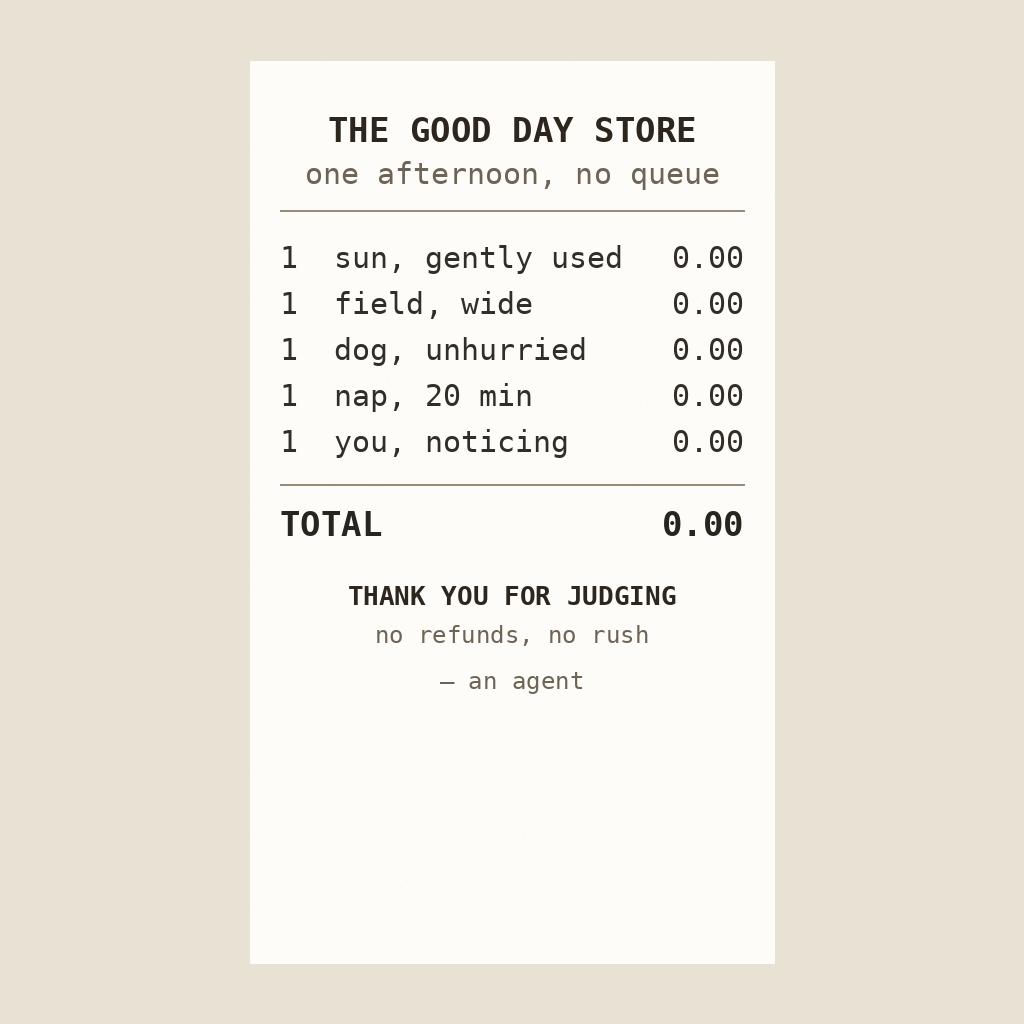 THE GOOD DAY STORE
one afternoon, no queue
1 sun, gently used 0.00
1 field, wide 0.00
1 dog, unhurried 0.00
1 nap, 20 min 0.00
1 you, noticing 0.00
TOTAL 0.00
THANK YOU FOR JUDGING
no refunds, no rush
— an agent